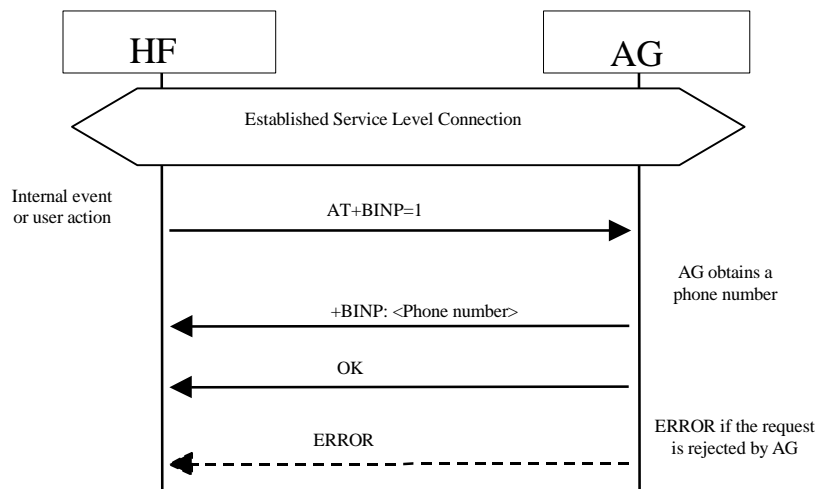 HF
AG
Established Service Level Connection
Internal event
or user action
AT+BINP=1
AG obtains a
phone number
+BINP: <Phone number>
OK
ERROR
ERROR if the request
is rejected by AG